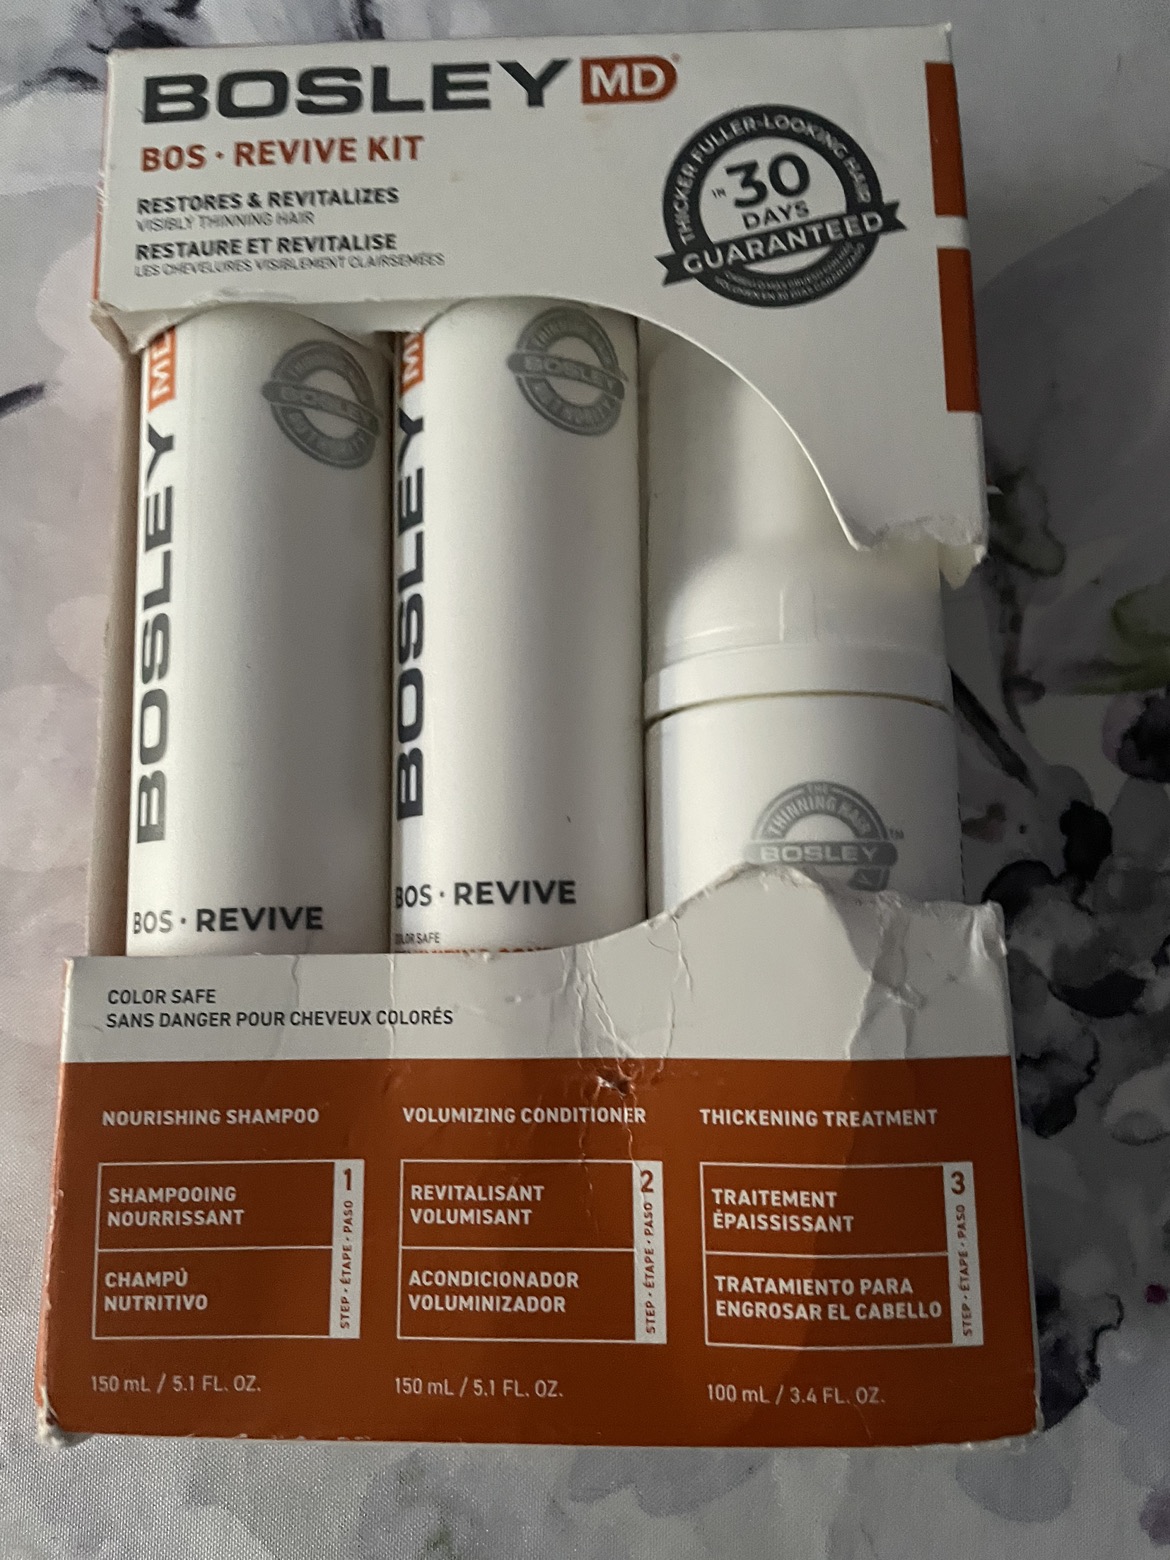 BOSLEY MD
BOS · REVIVE KIT
RESTORES & REVITALIZES
VISIBLY THINNING HAIR
RESTAURE ET REVITALISE
LES CHEVELURES VISIBLEMENT CLAIRSEMÉES
THICKER FULLER-LOOKING HAIR
IN 30
DAYS
GUARANTEED
BOSLEY
BOSLEY
BOS · REVIVE
BOSLEY
BOSLEY
BOS · REVIVE
THE
THINNING HAIR
BOSLEY™
COLOR SAFE
SANS DANGER POUR CHEVEUX COLORÉS
NOURISHING SHAMPOO
SHAMPOOING
NOURRISSANT
CHAMPÚ
NUTRITIVO
1
STEP · ÉTAPE · PASO
150 mL / 5.1 FL. OZ.
VOLUMIZING CONDITIONER
REVITALISANT
VOLUMISANT
ACONDICIONADOR
VOLUMINIZADOR
2
STEP · ÉTAPE · PASO
150 mL / 5.1 FL. OZ.
THICKENING TREATMENT
TRAITEMENT
ÉPAISSISSANT
TRATAMIENTO PARA
ENGROSAR EL CABELLO
3
STEP · ÉTAPE · PASO
100 mL / 3.4 FL. OZ.